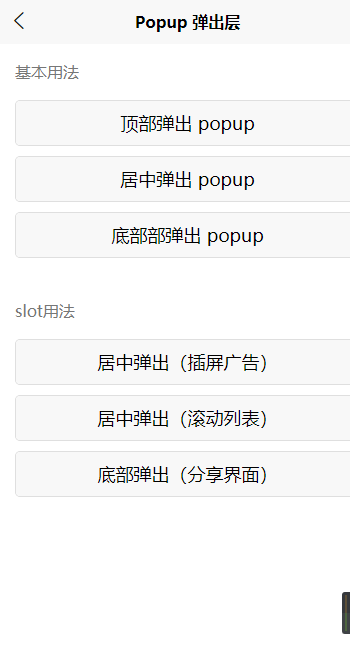 Popup 弹出层
基本用法
顶部弹出 popup
居中弹出 popup
底部部弹出 popup
slot用法
居中弹出（插屏广告）
居中弹出（滚动列表）
底部弹出（分享界面）